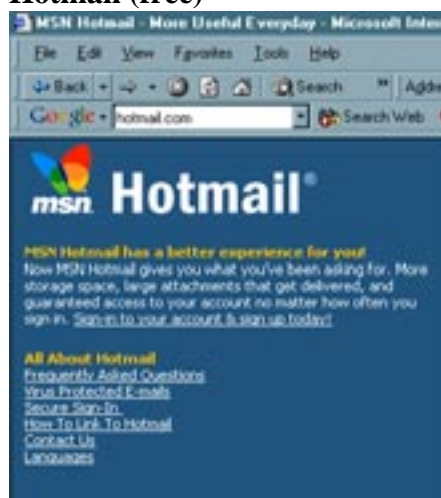 MSN Hotmail - More Useful Everyday - Microsoft Inter
File Edit View Favorites Tools Help
Back Search » Addre
Google hotmail.com Search Web
msn Hotmail®
MSN Hotmail has a better experience for you!
Now MSN Hotmail gives you what you've been asking for. More
storage space, large attachments that get delivered, and
guaranteed access to your account no matter how often you
sign in. Sign-in to your account & sign up today!
All About Hotmail
Frequently Asked Questions
Virus Protected E-mails
Secure Sign-In
How To Link To Hotmail
Contact Us
Languages